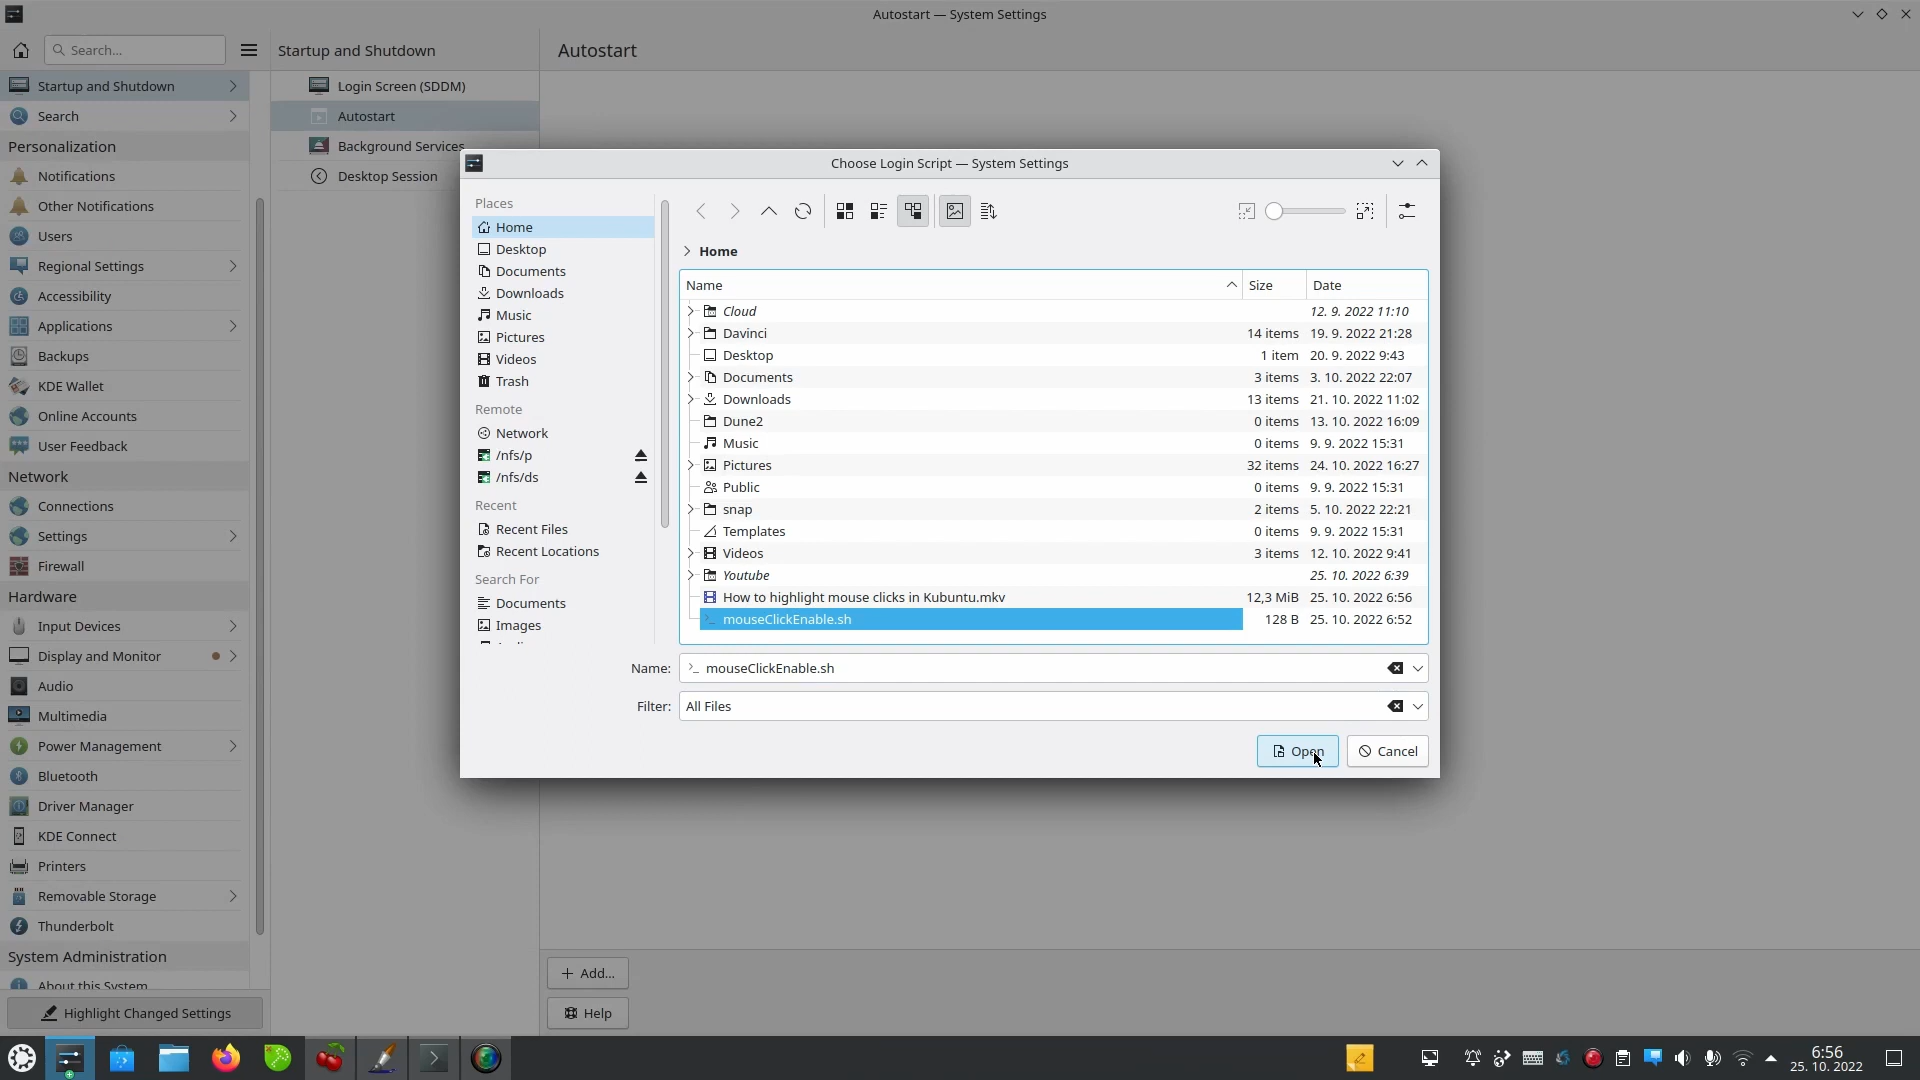 Autostart — System Settings
Search...
Startup and Shutdown
Autostart
Startup and Shutdown
Search
Personalization
Notifications
Other Notifications
Users
Regional Settings
Accessibility
Applications
Backups
KDE Wallet
Online Accounts
User Feedback
Network
Connections
Settings
Firewall
Hardware
Input Devices
Display and Monitor
Audio
Multimedia
Power Management
Bluetooth
Driver Manager
KDE Connect
Printers
Removable Storage
Thunderbolt
System Administration
About this System
Highlight Changed Settings
Login Screen (SDDM)
Autostart
Background Services
Desktop Session
Choose Login Script — System Settings
Places
Home
Desktop
Documents
Downloads
Music
Pictures
Videos
Trash
Remote
Network
/nfs/p
/nfs/ds
Recent
Recent Files
Recent Locations
Search For
Documents
Images
Home
Name Size Date
Cloud 12. 9. 2022 11:10
Davinci 14 items 19. 9. 2022 21:28
Desktop 1 item 20. 9. 2022 9:43
Documents 3 items 3. 10. 2022 22:07
Downloads 13 items 21. 10. 2022 11:02
Dune2 0 items 13. 10. 2022 16:09
Music 0 items 9. 9. 2022 15:31
Pictures 32 items 24. 10. 2022 16:27
Public 0 items 9. 9. 2022 15:31
snap 2 items 5. 10. 2022 22:21
Templates 0 items 9. 9. 2022 15:31
Videos 3 items 12. 10. 2022 9:41
Youtube 25. 10. 2022 6:39
How to highlight mouse clicks in Kubuntu.mkv 12,3 MiB 25. 10. 2022 6:56
mouseClickEnable.sh 128 B 25. 10. 2022 6:52
Name: mouseClickEnable.sh
Filter: All Files
Open Cancel
Add...
Help
6:56
25. 10. 2022